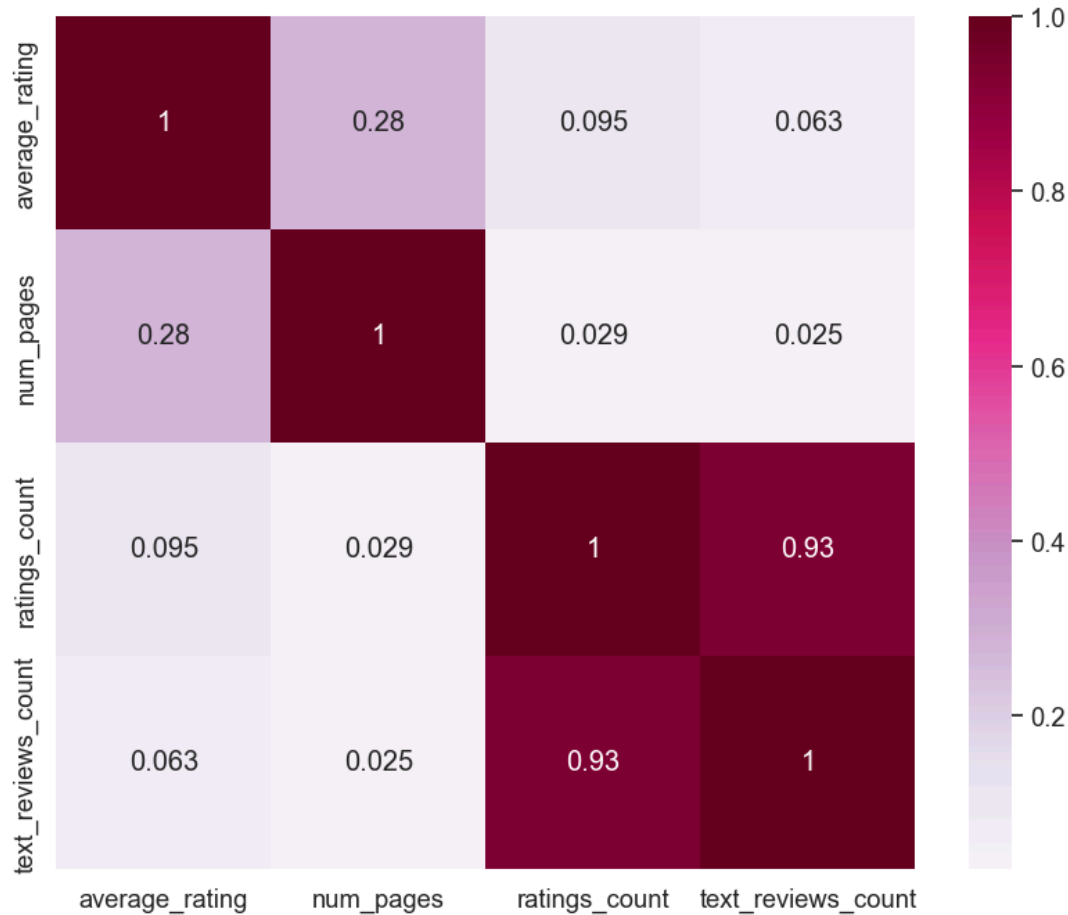 1.0
average_rating
1 0.28 0.095 0.063
0.8
num_pages
0.28 1 0.029 0.025
0.6
ratings_count
0.095 0.029 1 0.93
0.4
text_reviews_count
0.063 0.025 0.93 1
0.2
average_rating num_pages ratings_count text_reviews_count